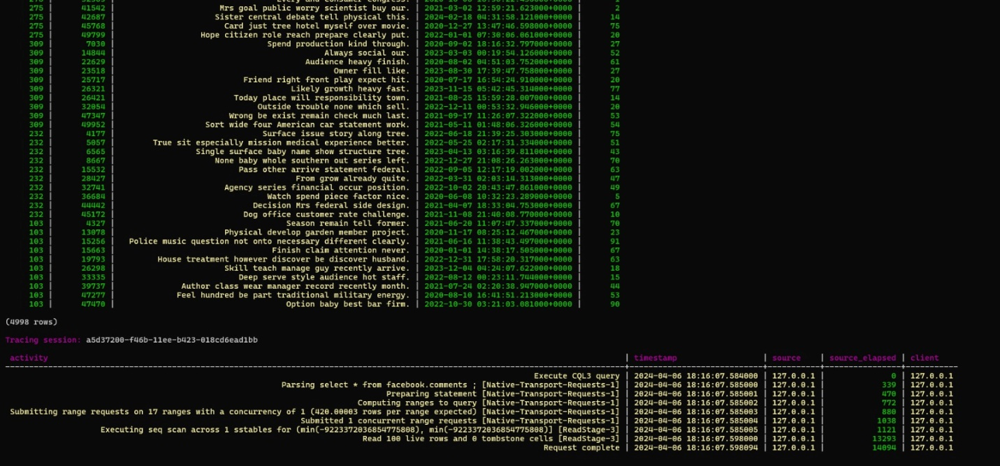 275 | 41542 | Mrs goal public worry scientist buy our. | 2021-03-02 12:59:21.623000+0000 | 2
275 | 42687 | Sister central debate tell physical this. | 2024-02-18 04:31:58.121000+0000 | 14
275 | 45768 | Card just tree hotel myself over movie. | 2020-12-27 13:47:46.598000+0000 | 75
275 | 49799 | Hope citizen role reach prepare clearly put. | 2022-01-01 07:30:06.061000+0000 | 20
309 | 7030 | Spend production kind through. | 2020-09-02 18:16:32.797000+0000 | 27
309 | 14844 | Always social our. | 2023-03-03 00:19:54.126000+0000 | 52
309 | 22629 | Audience heavy finish. | 2020-08-02 04:51:03.752000+0000 | 61
309 | 23518 | Owner fill like. | 2023-08-30 17:39:47.758000+0000 | 27
309 | 25717 | Friend right front play expect hit. | 2020-07-17 16:54:24.910000+0000 | 20
309 | 26321 | Likely growth heavy fast. | 2023-11-15 05:42:45.314000+0000 | 77
309 | 26421 | Today place will responsibility town. | 2021-08-25 15:59:28.007000+0000 | 14
309 | 32054 | Outside trouble none which sell. | 2022-12-11 00:53:32.946000+0000 | 20
309 | 47347 | Wrong be exist remain check much last. | 2021-09-17 11:26:07.322000+0000 | 53
309 | 49952 | Sort wide four American car statement work. | 2021-05-11 01:48:06.326000+0000 | 54
232 | 4177 | Surface issue story along tree. | 2022-06-18 21:39:25.303000+0000 | 75
232 | 5057 | True sit especially mission medical experience better. | 2022-05-25 02:17:31.334000+0000 | 51
232 | 6565 | Single surface baby name show structure tree. | 2023-04-13 03:16:39.811000+0000 | 43
232 | 8667 | None baby whole southern out series left. | 2022-12-27 21:08:26.263000+0000 | 70
232 | 15532 | Pass other arrive statement federal. | 2022-09-05 12:17:19.002000+0000 | 63
232 | 28427 | From grow already quite. | 2022-03-31 02:03:14.313000+0000 | 47
232 | 32741 | Agency series financial occur position. | 2022-10-02 20:43:47.861000+0000 | 49
232 | 36684 | Watch spend piece factor nice. | 2020-06-08 10:32:23.289000+0000 | 5
232 | 44442 | Decision Mrs federal side design. | 2021-04-07 18:33:04.753000+0000 | 67
232 | 45172 | Dog office customer rate challenge. | 2021-11-08 21:40:08.770000+0000 | 10
103 | 4327 | Season remain tell former. | 2021-06-20 11:07:47.337000+0000 | 70
103 | 13078 | Physical develop garden member project. | 2020-11-17 08:25:12.467000+0000 | 23
103 | 15256 | Police music question not onto necessary different clearly. | 2021-06-16 11:38:43.497000+0000 | 91
103 | 15663 | Finish claim attention never. | 2020-01-01 14:38:17.505000+0000 | 67
103 | 19793 | House treatment however discover be discover husband. | 2022-12-31 17:58:20.317000+0000 | 63
103 | 26298 | Skill teach manage guy recently arrive. | 2023-12-04 04:24:07.622000+0000 | 18
103 | 33335 | Deep serve style audience hot staff. | 2022-08-12 00:23:11.744000+0000 | 15
103 | 39737 | Author class wear manager record recently month. | 2021-07-24 02:20:38.947000+0000 | 44
103 | 47277 | Feel hundred be part traditional military energy. | 2020-08-10 16:41:51.213000+0000 | 53
103 | 47470 | Option baby best bar firm. | 2022-10-30 03:21:03.081000+0000 | 90
(4998 rows)
Tracing session: a5d37200-f46b-11ee-b423-018cd6ead1bb
activity | timestamp | source | source_elapsed | client
Execute CQL3 query | 2024-04-06 18:16:07.584000 | 127.0.0.1 | 0 | 127.0.0.1
Parsing select * from facebook.comments ; [Native-Transport-Requests-1] | 2024-04-06 18:16:07.585000 | 127.0.0.1 | 339 | 127.0.0.1
Preparing statement [Native-Transport-Requests-1] | 2024-04-06 18:16:07.585001 | 127.0.0.1 | 470 | 127.0.0.1
Computing ranges to query [Native-Transport-Requests-1] | 2024-04-06 18:16:07.585002 | 127.0.0.1 | 772 | 127.0.0.1
Submitting range requests on 17 ranges with a concurrency of 1 (420.00003 rows per range expected) [Native-Transport-Requests-1] | 2024-04-06 18:16:07.585003 | 127.0.0.1 | 880 | 127.0.0.1
Submitted 1 concurrent range requests [Native-Transport-Requests-1] | 2024-04-06 18:16:07.585004 | 127.0.0.1 | 1038 | 127.0.0.1
Executing seq scan across 1 sstables for (min(-9223372036854775808), min(-9223372036854775808)] [ReadStage-3] | 2024-04-06 18:16:07.585005 | 127.0.0.1 | 1121 | 127.0.0.1
Read 100 live rows and 0 tombstone cells [ReadStage-3] | 2024-04-06 18:16:07.598000 | 127.0.0.1 | 13293 | 127.0.0.1
Request complete | 2024-04-06 18:16:07.598094 | 127.0.0.1 | 14094 | 127.0.0.1